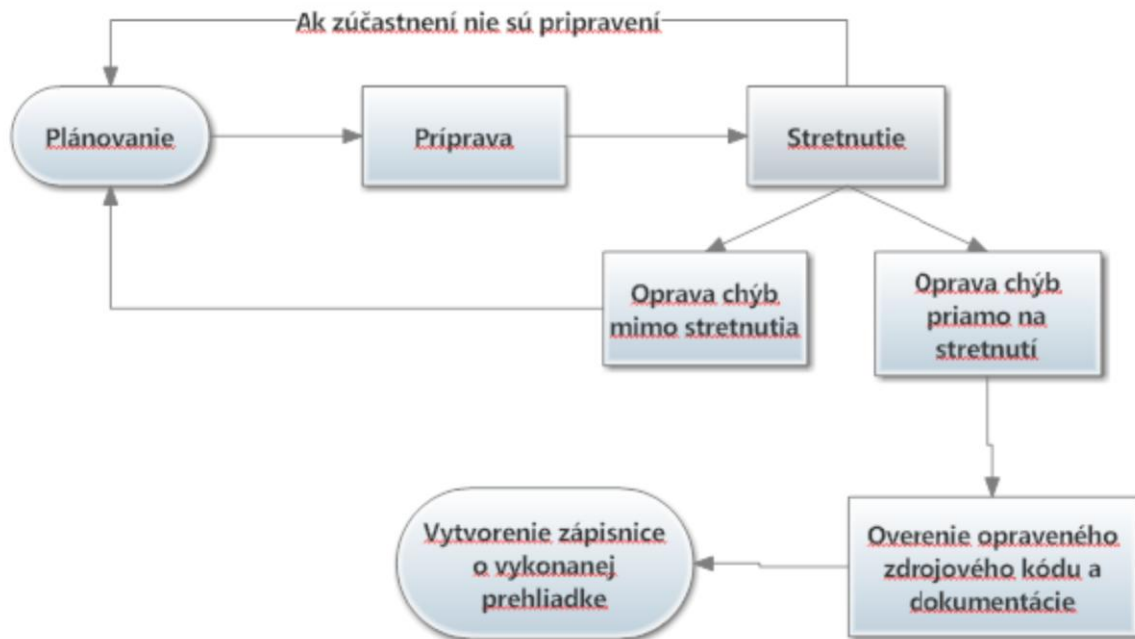 Ak zúčastnení nie sú pripravení
Plánovanie
Príprava
Stretnutie
Oprava chýb
mimo stretnutia
Oprava chýb
priamo na
stretnutí
Vytvorenie zápisnice
o vykonanej
prehliadke
Overenie opraveného
zdrojového kódu a
dokumentácie